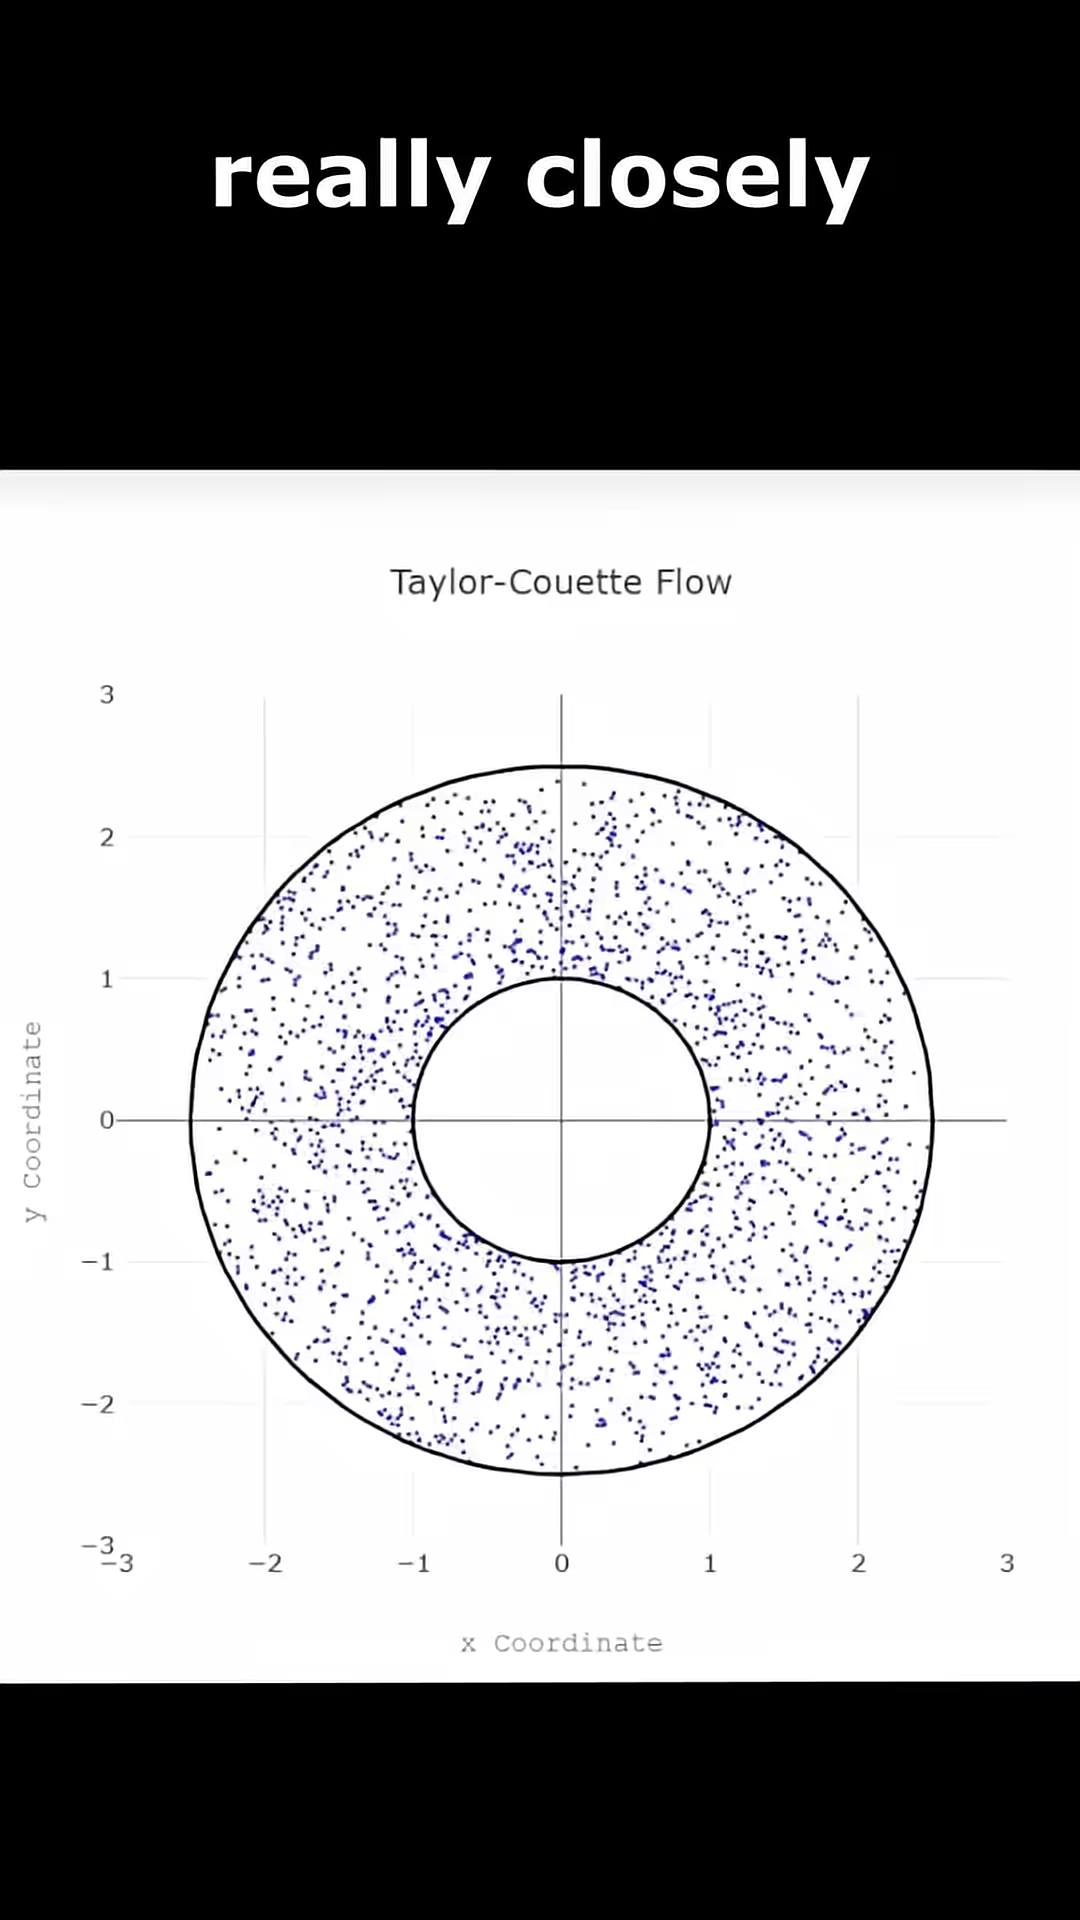 really closely
Taylor-Couette Flow
3
2
1
0
−1
−2
−3
y Coordinate
−3 −2 −1 0 1 2 3
x Coordinate